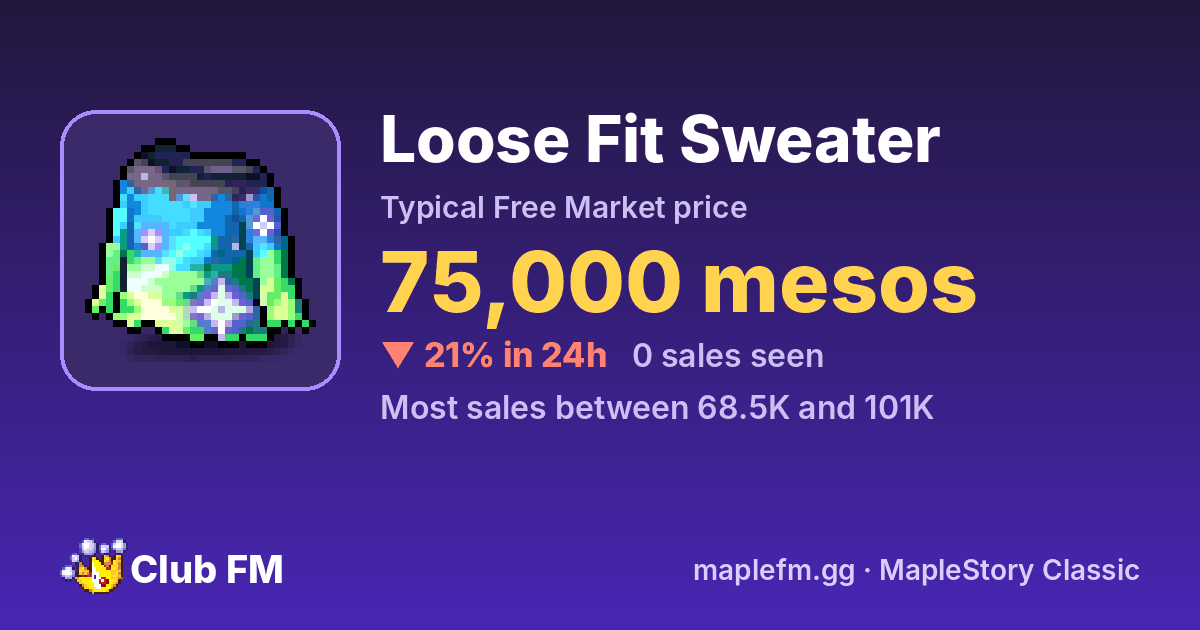 Loose Fit Sweater
Typical Free Market price
75,000 mesos
▼ 21% in 24h 0 sales seen
Most sales between 68.5K and 101K
Club FM
maplefm.gg · MapleStory Classic